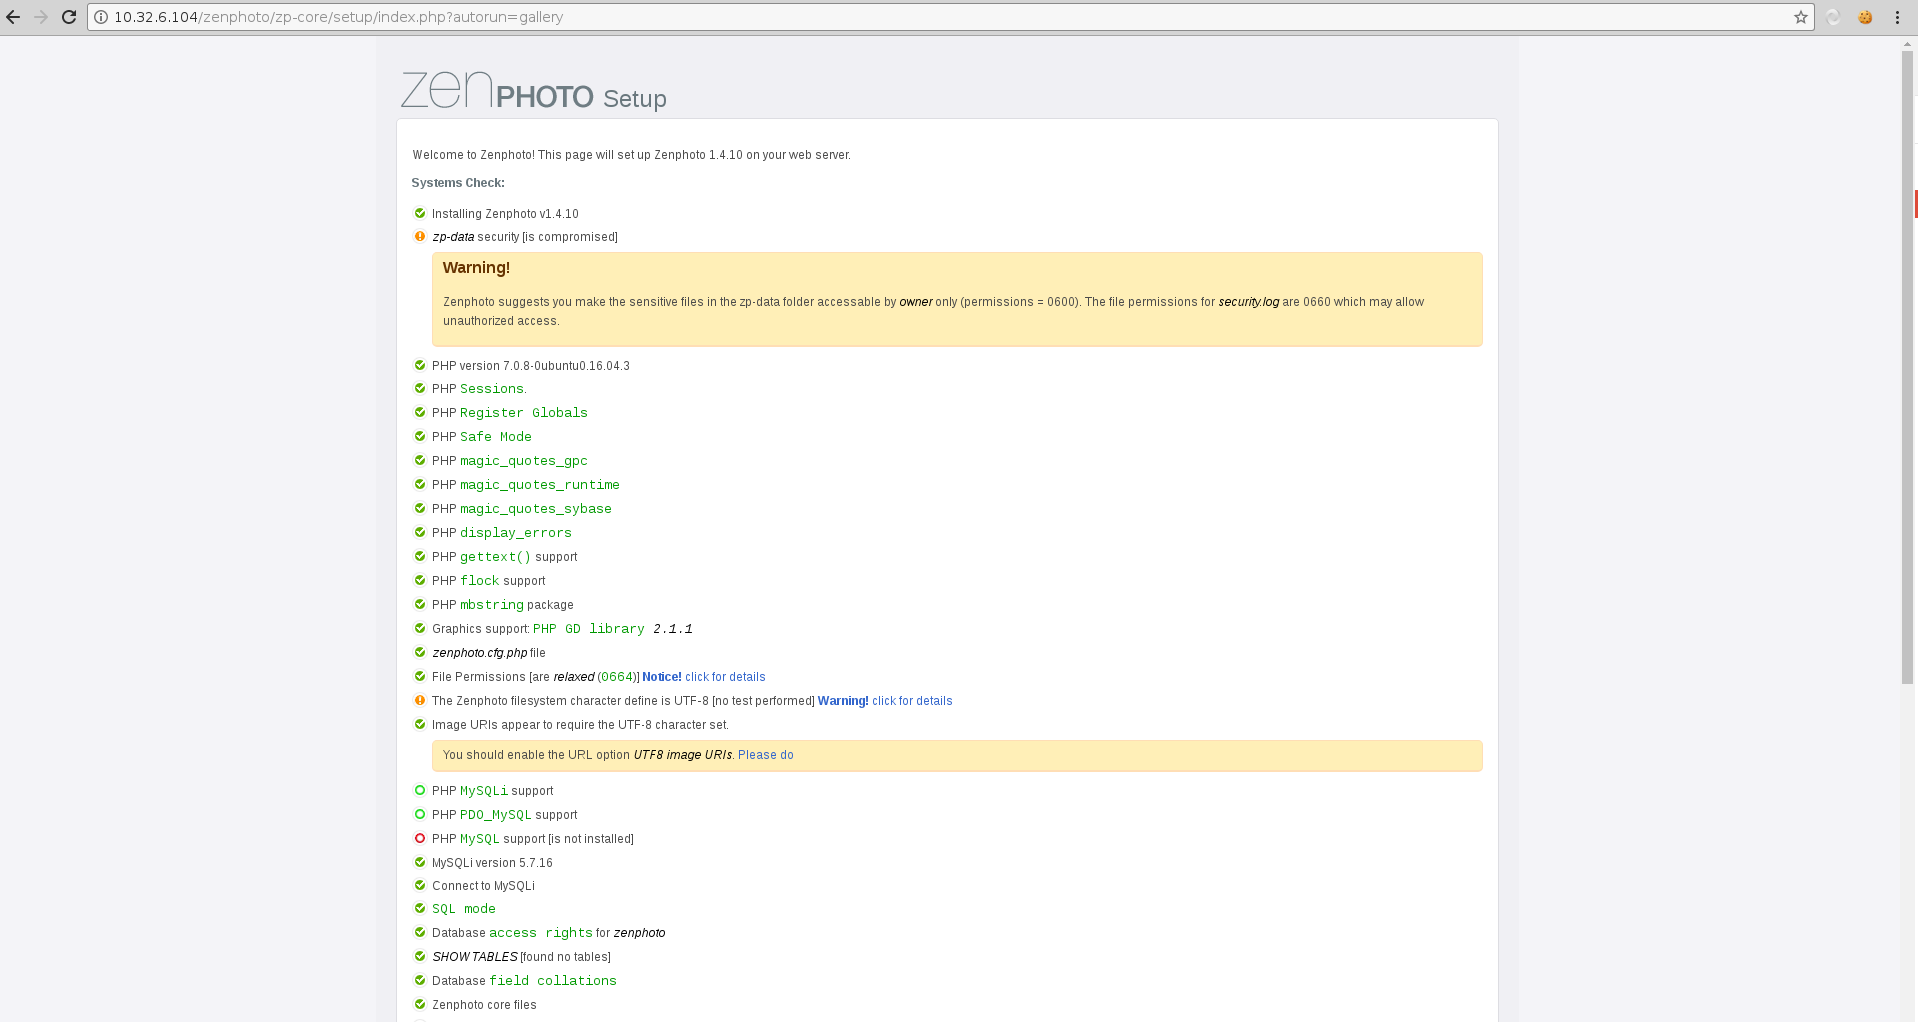 10.32.6.104/zenphoto/zp-core/setup/index.php?autorun=gallery
zenPHOTO Setup
Welcome to Zenphoto! This page will set up Zenphoto 1.4.10 on your web server.
Systems Check:
Installing Zenphoto v1.4.10
zp-data security [is compromised]
Warning!
Zenphoto suggests you make the sensitive files in the zp-data folder accessable by owner only (permissions = 0600). The file permissions for security.log are 0660 which may allow
unauthorized access.
PHP version 7.0.8-0ubuntu0.16.04.3
PHP Sessions.
PHP Register Globals
PHP Safe Mode
PHP magic_quotes_gpc
PHP magic_quotes_runtime
PHP magic_quotes_sybase
PHP display_errors
PHP gettext() support
PHP flock support
PHP mbstring package
Graphics support: PHP GD library 2.1.1
zenphoto.cfg.php file
File Permissions [are relaxed (0664)] Notice! click for details
The Zenphoto filesystem character define is UTF-8 [no test performed] Warning! click for details
Image URIs appear to require the UTF-8 character set.
You should enable the URL option UTF8 image URIs. Please do
PHP MySQLi support
PHP PDO_MySQL support
PHP MySQL support [is not installed]
MySQLi version 5.7.16
Connect to MySQLi
SQL mode
Database access rights for zenphoto
SHOW TABLES [found no tables]
Database field collations
Zenphoto core files